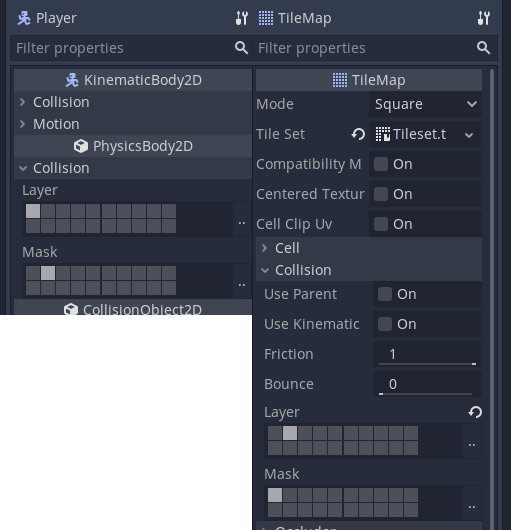 Player
Filter properties
KinematicBody2D
Collision
Motion
PhysicsBody2D
Collision
Layer
..
Mask
..
CollisionObject2D
TileMap
Filter properties
TileMap
Mode Square
Tile Set Tileset.t
Compatibility M On
Centered Textur On
Cell Clip Uv On
Cell
Collision
Use Parent On
Use Kinematic On
Friction 1
Bounce 0
Layer
..
Mask
..
Occluder